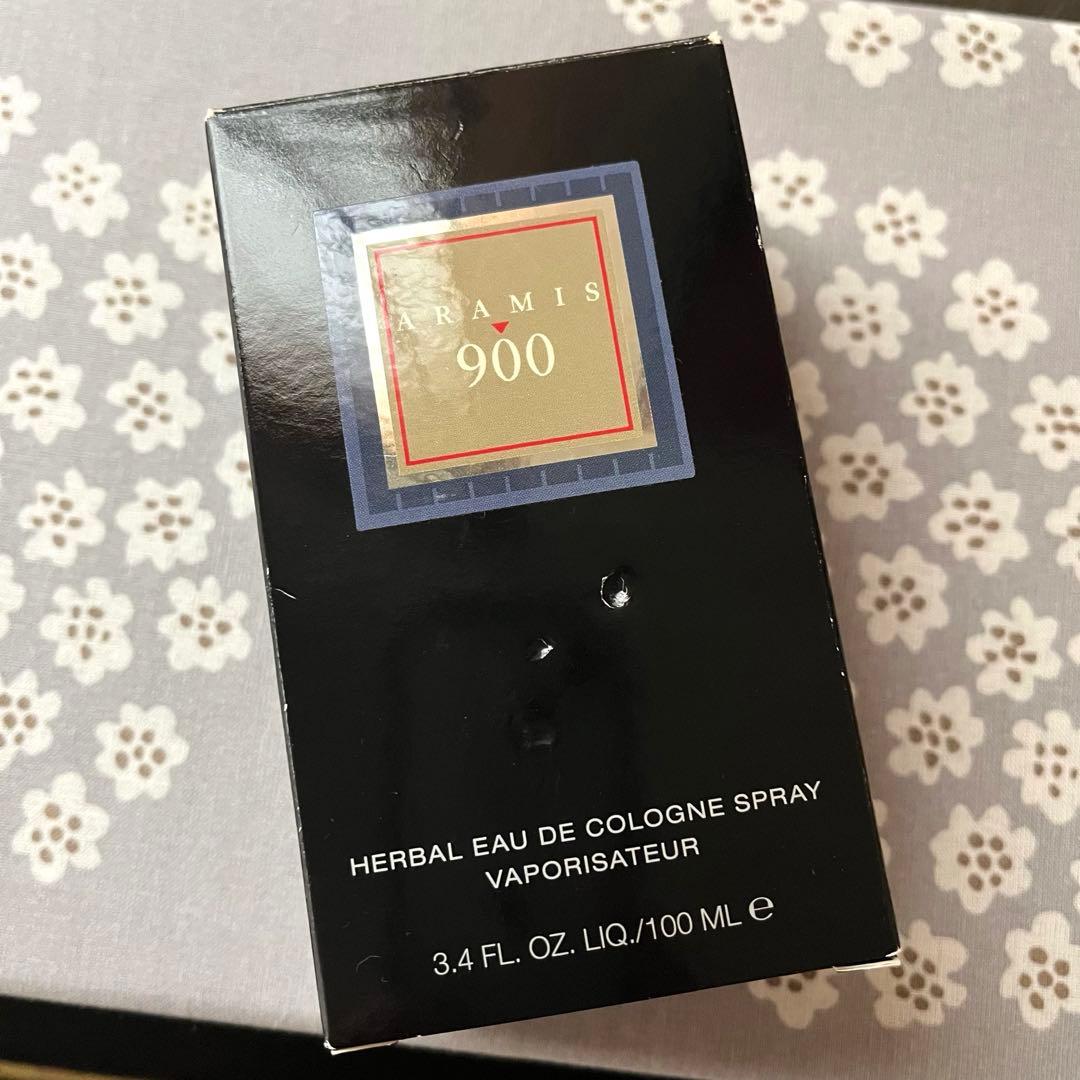 ARAMIS
900
HERBAL EAU DE COLOGNE SPRAY
VAPORISATEUR
3.4 FL. OZ. LIQ./100 ML ℮